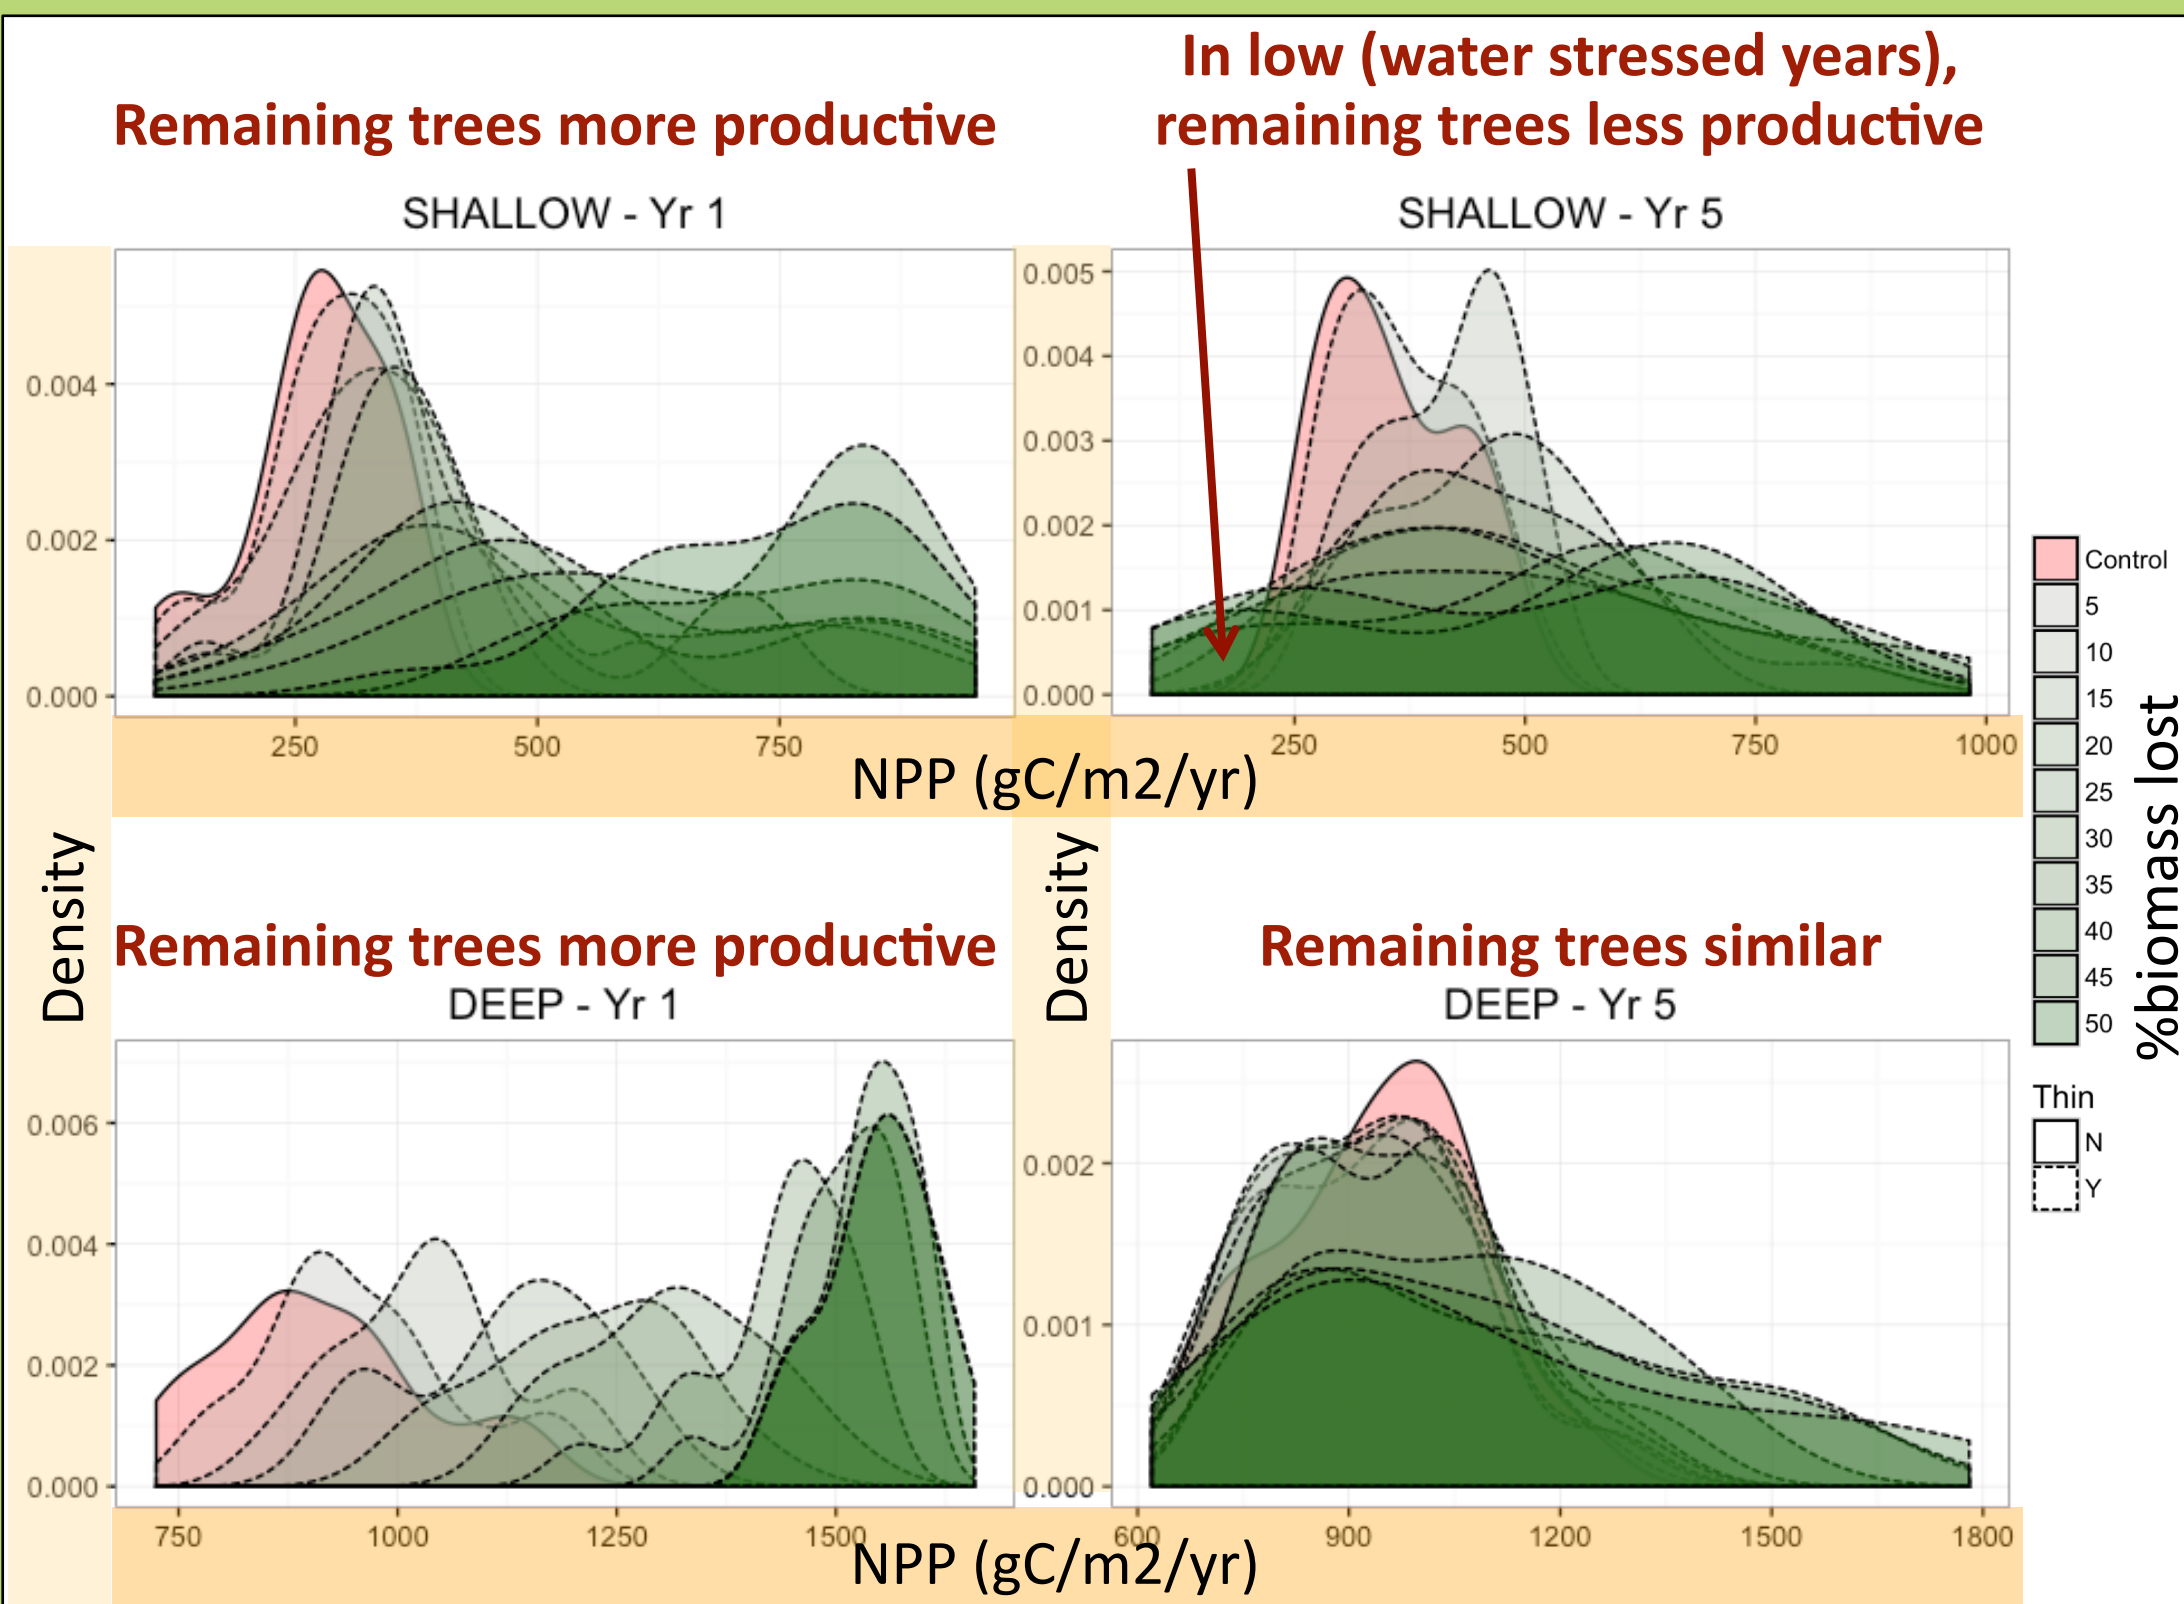 Remaining trees more productive
In low (water stressed years),
remaining trees less productive
SHALLOW - Yr 1
SHALLOW - Yr 5
0.004
0.002
0.000
250
500
750
0.005
0.004
0.003
0.002
0.001
0.000
250
500
750
1000
NPP (gC/m2/yr)
Density
Density
Remaining trees more productive
DEEP - Yr 1
Remaining trees similar
DEEP - Yr 5
0.006
0.004
0.002
0.000
750
1000
1250
1500
0.002
0.001
0.000
600
900
1200
1500
1800
NPP (gC/m2/yr)
Control
5
10
15
20
25
30
35
40
45
50
%biomass lost
Thin
N
Y